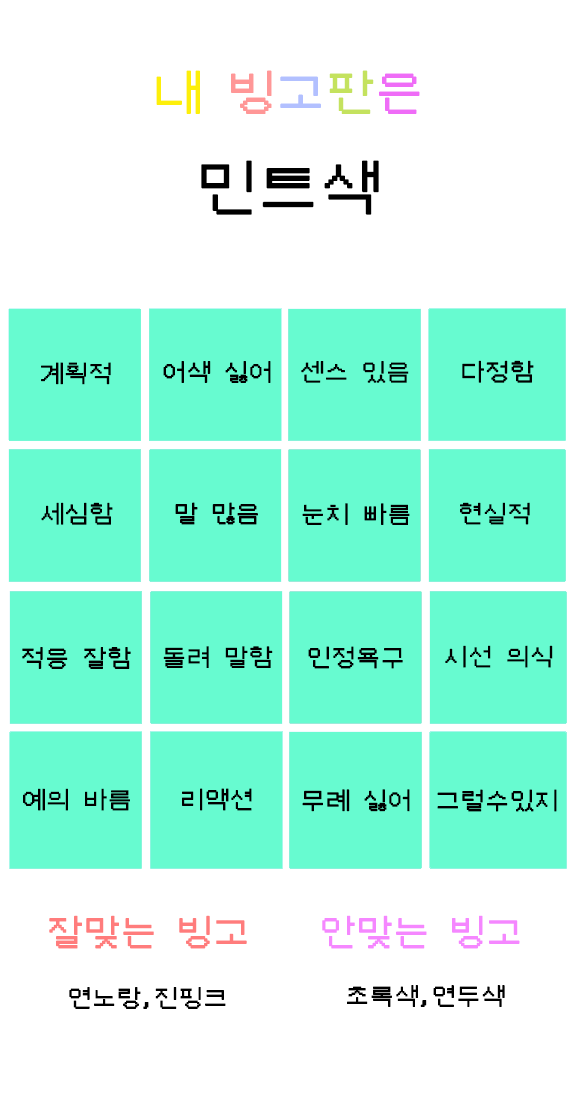 내 빙고판은
민트색
계획적 어색 싫어 센스 있음 다정함
세심함 말 많음 눈치 빠름 현실적
적응 잘함 돌려 말함 인정욕구 시선 의식
예의 바름 리액션 무례 싫어 그럴수있지
잘맞는 빙고 안맞는 빙고
연노랑,진핑크 초록색,연두색